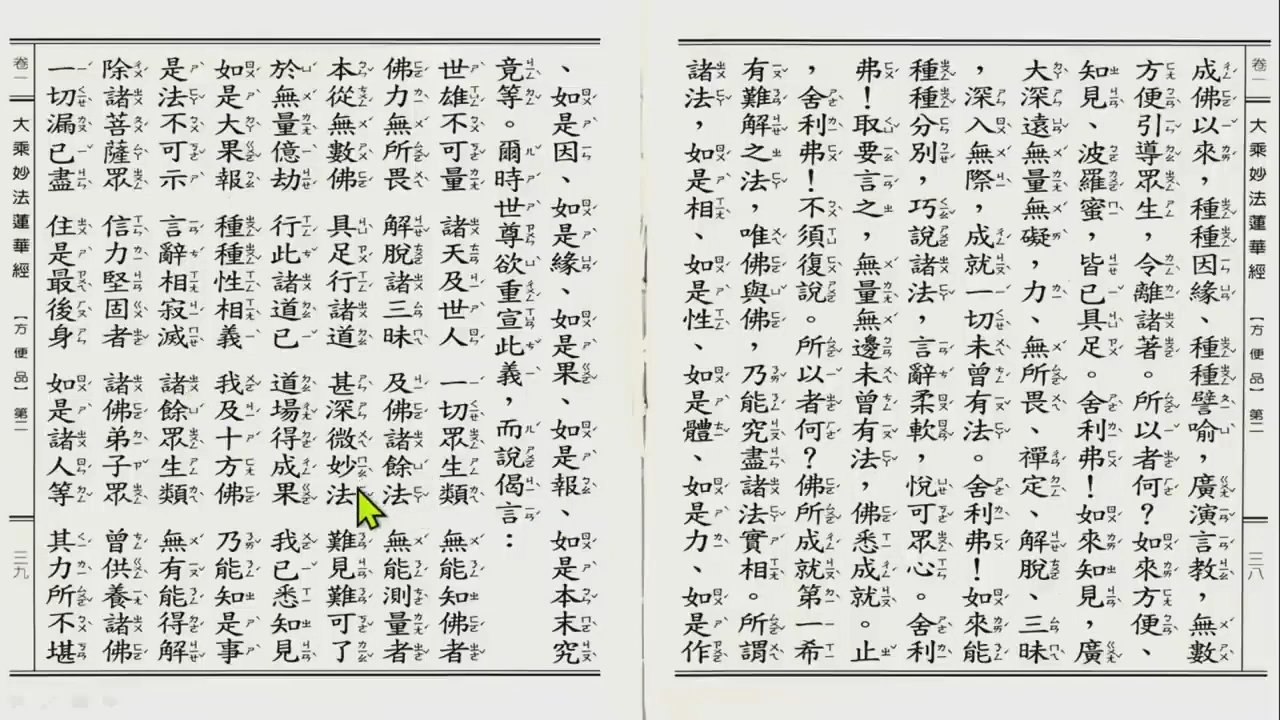 卷一 大乘妙法蓮華經 【方便品】 第二 三八
成佛以來，種種因緣、種種譬喻，廣演言教，無數
方便引導眾生，令離諸著。所以者何？如來方便、
知見、波羅蜜，皆已具足。舍利弗！如來知見，廣
大深遠無量無礙，力、無所畏、禪定、解脫、三昧
，深入無際，成就一切未曾有法。舍利弗！如來能
種種分別，巧說諸法，言辭柔軟，悅可眾心。舍利
弗！取要言之，無量無邊未曾有法，佛悉成就。止
，舍利弗！不須復說。所以者何？佛所成就第一希
有難解之法，唯佛與佛，乃能究盡諸法實相。所謂
諸法，如是相、如是性、如是體、如是力、如是作
、如是因、如是緣、如是果、如是報、如是本末究
竟等。爾時世尊欲重宣此義，而說偈言：
世雄不可量 諸天及世人 一切眾生類 無能知佛者
佛力無所畏 解脫諸三昧 及佛諸餘法 無能測量者
本從無數佛 具足行諸道 甚深微妙法 難見難可了
於無量億劫 行此諸道已 道場得成果 我已悉知見
如是大果報 種種性相義 我及十方佛 乃能知是事
是法不可示 言辭相寂滅 諸餘眾生類 無有能得解
除諸菩薩眾 信力堅固者 諸佛弟子眾 曾供養諸佛
一切漏已盡 住是最後身 如是諸人等 其力所不堪
卷一 大乘妙法蓮華經 【方便品】 第二 三九